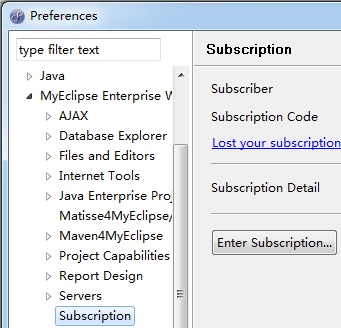 Preferences
type filter text
Java
MyEclipse Enterprise W
AJAX
Database Explorer
Files and Editors
Internet Tools
Java Enterprise Proj
Matisse4MyEclipse/
Maven4MyEclipse
Project Capabilities
Report Design
Servers
Subscription
Subscription
Subscriber
Subscription Code
Lost your subscription
Subscription Detail
Enter Subscription...